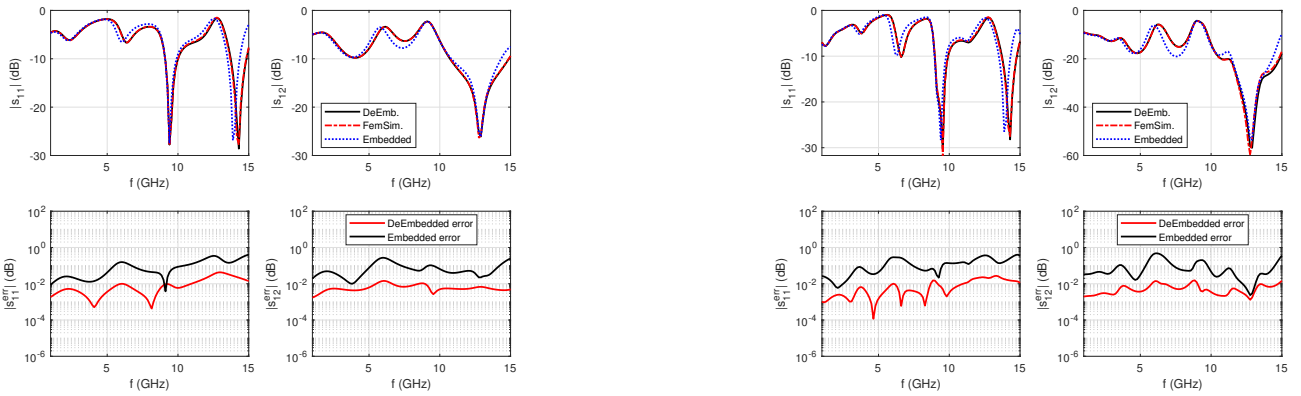 0
-10
-20
-30
|s11| (dB)
5
10
15
f (GHz)
0
-10
-20
-30
|s12| (dB)
DeEmb.
FemSim.
Embedded
5
10
15
f (GHz)
0
-10
-20
-30
|s11| (dB)
5
10
15
f (GHz)
0
-20
-40
-60
|s12| (dB)
DeEmb.
FemSim.
Embedded
5
10
15
f (GHz)
10^2
10^0
10^-2
10^-4
10^-6
|s11^err| (dB)
5
10
15
f (GHz)
10^2
10^0
10^-2
10^-4
10^-6
|s12^err| (dB)
DeEmbedded error
Embedded error
5
10
15
f (GHz)
10^2
10^0
10^-2
10^-4
10^-6
|s11^err| (dB)
5
10
15
f (GHz)
10^2
10^0
10^-2
10^-4
10^-6
|s12^err| (dB)
DeEmbedded error
Embedded error
5
10
15
f (GHz)